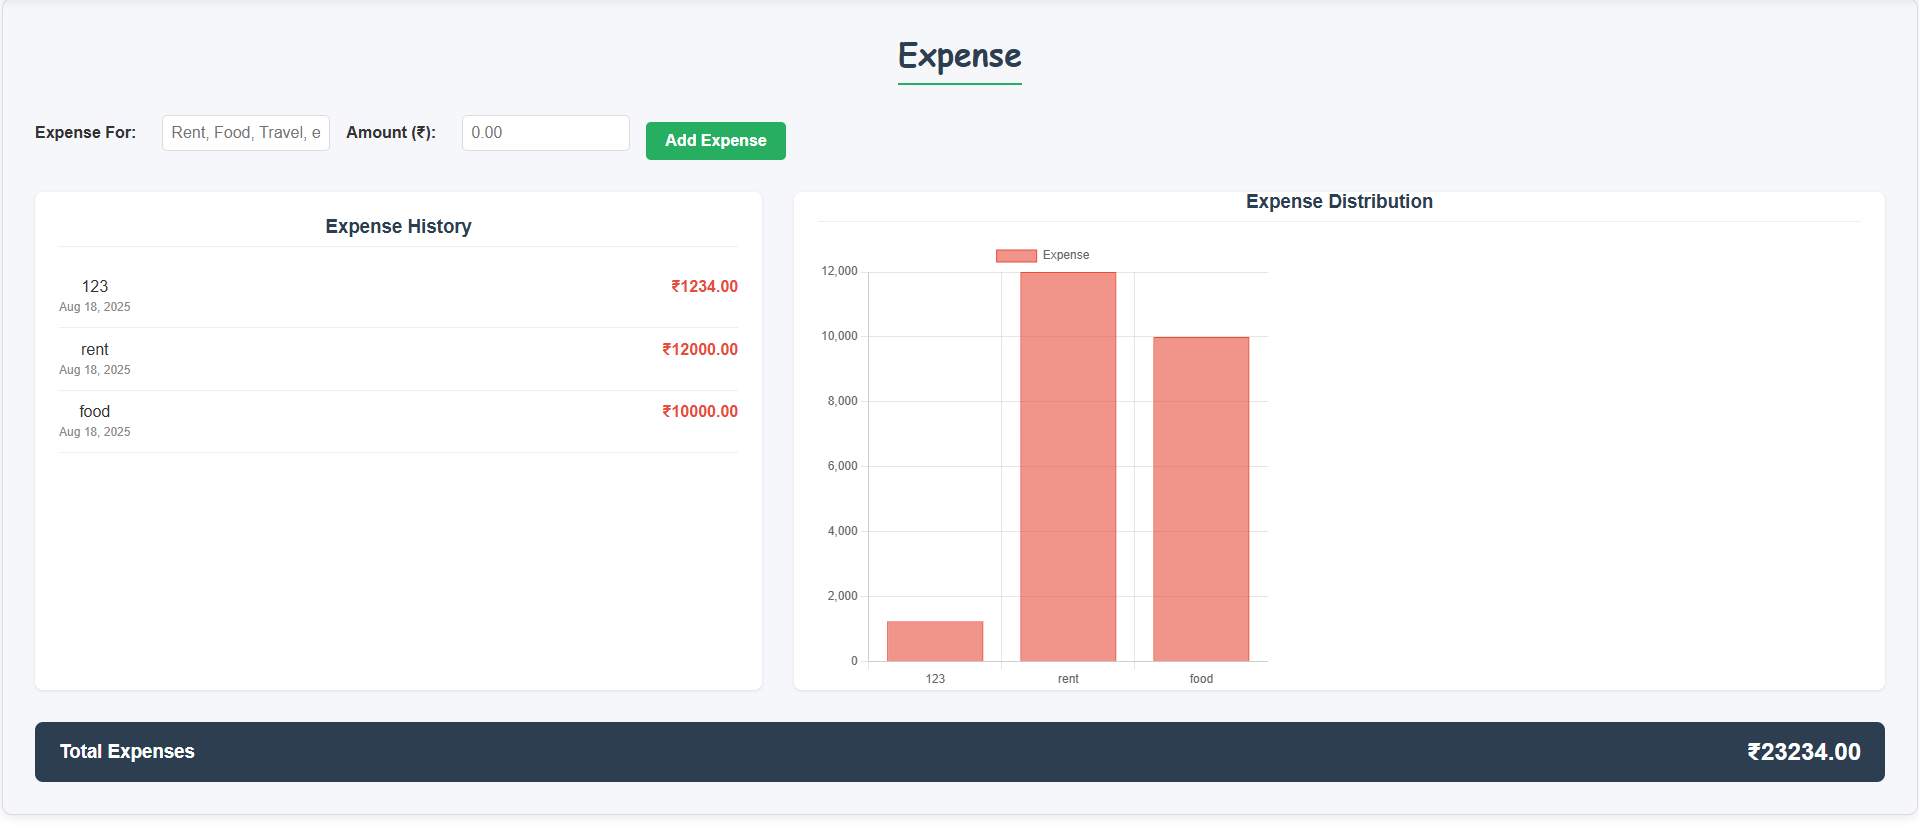 Expense
Expense For: Rent, Food, Travel, e Amount (₹): 0.00 Add Expense
Expense History
123 ₹1234.00
Aug 18, 2025
rent ₹12000.00
Aug 18, 2025
food ₹10000.00
Aug 18, 2025
Expense Distribution
Expense
12,000
10,000
8,000
6,000
4,000
2,000
0
123 rent food
Total Expenses ₹23234.00